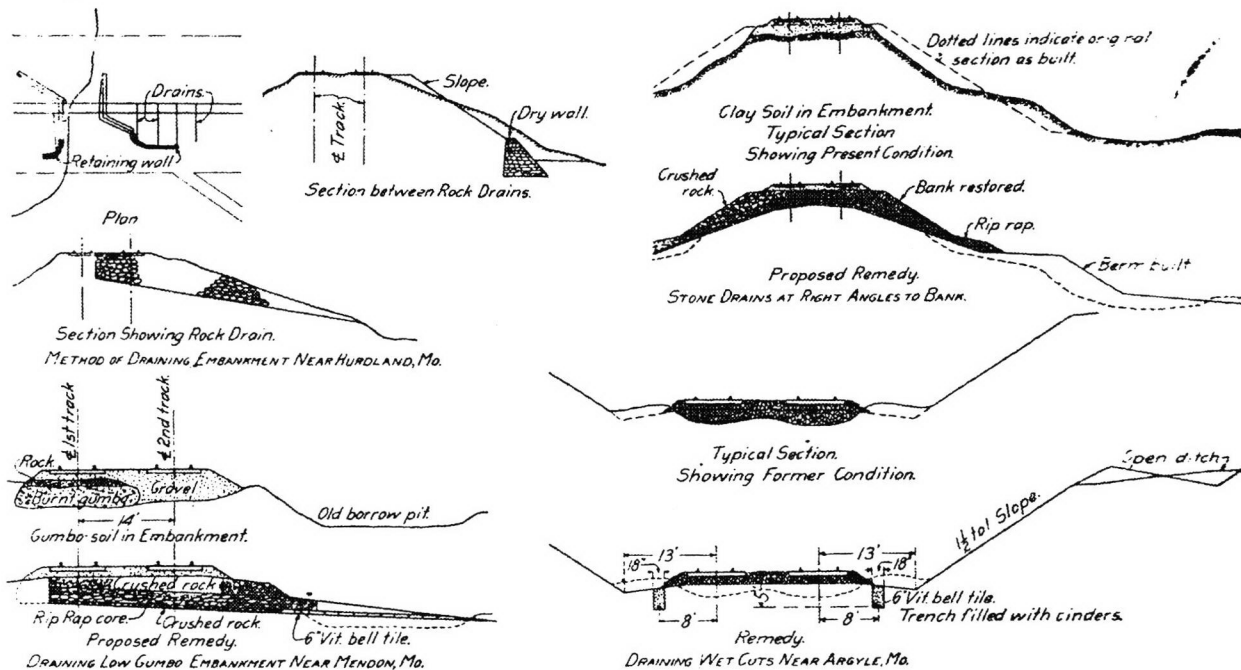 Drains.
Retaining wall
Plan
Slope.
Dry wall.
℄ Track.
Section between Rock Drains.
Section Showing Rock Drain.
METHOD OF DRAINING EMBANKMENT NEAR HURDLAND, MO.
Dotted lines indicate original
section as built.
Clay Soil in Embankment.
Typical Section
Showing Present Condition.
Crushed
rock
Bank restored.
Rip rap.
Berm built
Proposed Remedy.
STONE DRAINS AT RIGHT ANGLES TO BANK.
℄ 1st track
℄ 2nd track.
Rock.
Burnt gumbo.
Gravel
14'
Old borrow pit.
Gumbo soil in Embankment.
Crushed rock
Rip Rap core.
Crushed rock.
6" Vit. bell tile.
Proposed Remedy.
DRAINING LOW GUMBO EMBANKMENT NEAR MENDON, MO.
Typical Section.
Showing Former Condition.
Open ditch
1½ to 1 Slope.
13'
13'
18"
18"
5'
8'
8'
6" Vit. bell tile.
Trench filled with cinders.
Remedy.
DRAINING WET CUTS NEAR ARGYLE, MO.